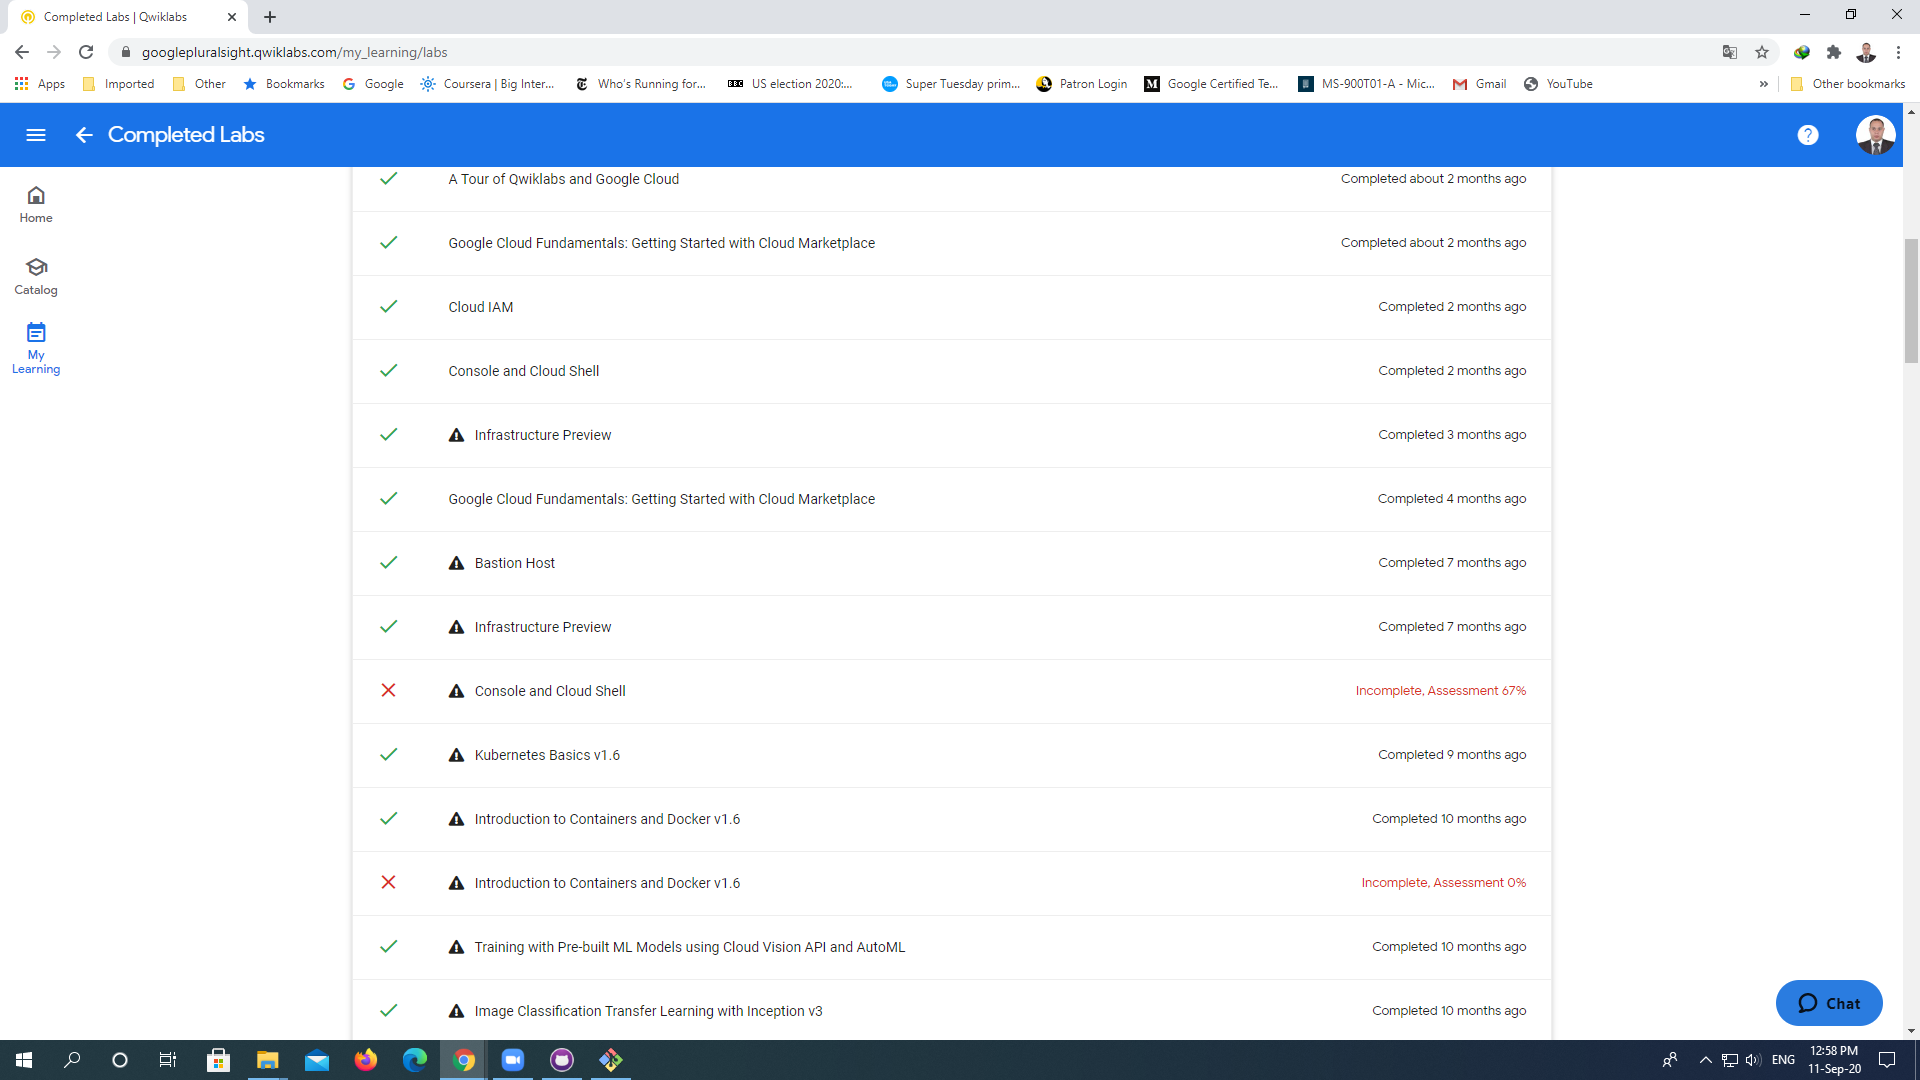 Completed Labs | Qwiklabs
googlepluralsight.qwiklabs.com/my_learning/labs
Apps
Imported
Other
Bookmarks
Google
Coursera | Big Inter...
Who's Running for...
BBC
US election 2020:...
Super Tuesday prim...
Patron Login
M
Google Certified Te...
MS-900T01-A - Mic...
Gmail
YouTube
»
Other bookmarks
Completed Labs
?
Home
Catalog
My
Learning
A Tour of Qwiklabs and Google Cloud
Completed about 2 months ago
Google Cloud Fundamentals: Getting Started with Cloud Marketplace
Completed about 2 months ago
Cloud IAM
Completed 2 months ago
Console and Cloud Shell
Completed 2 months ago
Infrastructure Preview
Completed 3 months ago
Google Cloud Fundamentals: Getting Started with Cloud Marketplace
Completed 4 months ago
Bastion Host
Completed 7 months ago
Infrastructure Preview
Completed 7 months ago
Console and Cloud Shell
Incomplete, Assessment 67%
Kubernetes Basics v1.6
Completed 9 months ago
Introduction to Containers and Docker v1.6
Completed 10 months ago
Introduction to Containers and Docker v1.6
Incomplete, Assessment 0%
Training with Pre-built ML Models using Cloud Vision API and AutoML
Completed 10 months ago
Image Classification Transfer Learning with Inception v3
Completed 10 months ago
Chat
ENG
12:58 PM
11-Sep-20